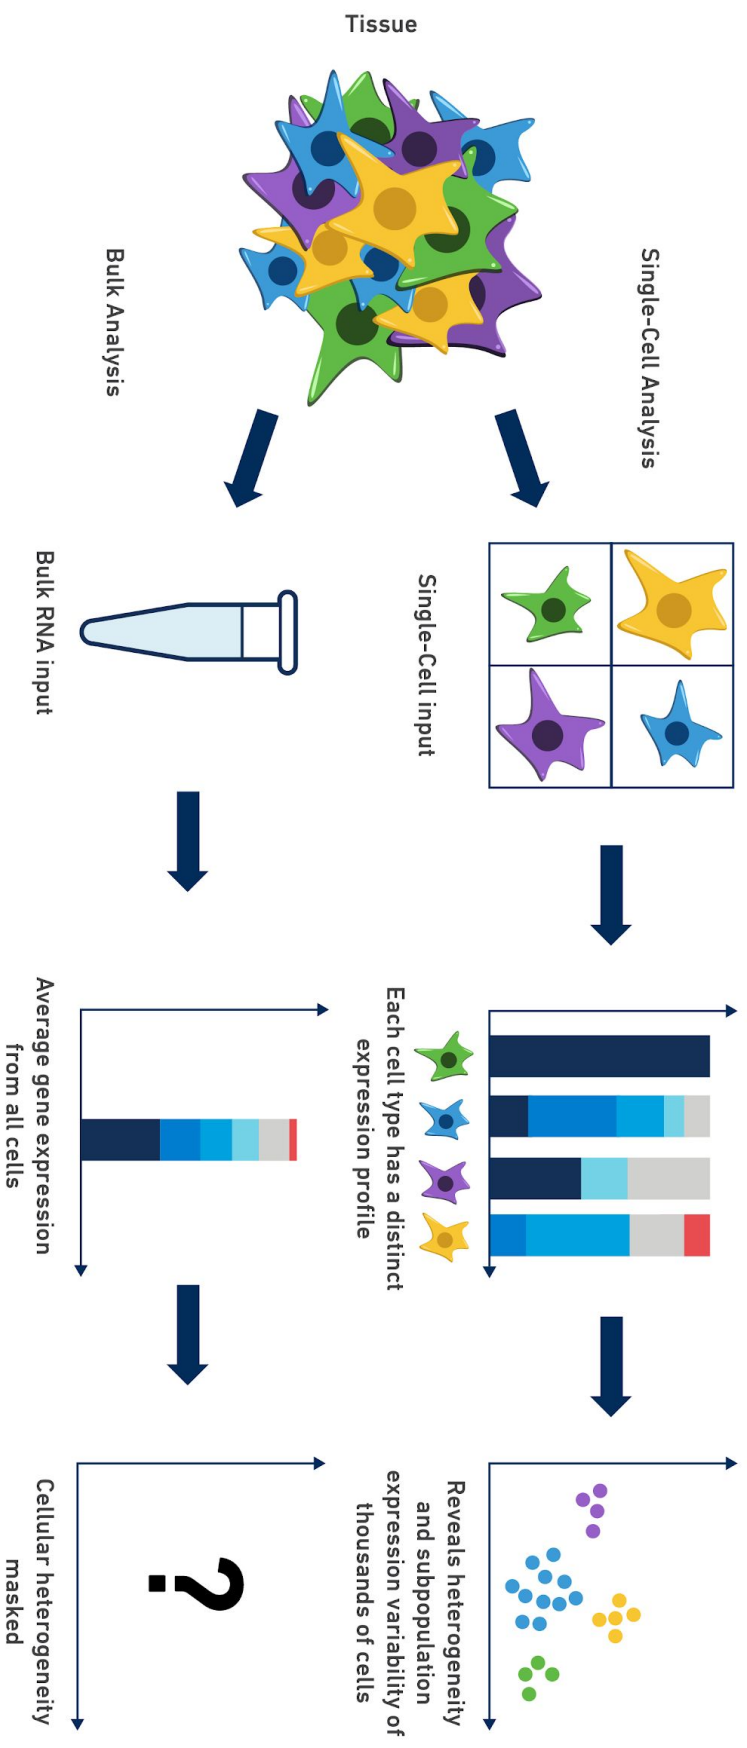 Tissue
Single-Cell Analysis
Single-Cell input
Each cell type has a distinct
expression profile
Reveals heterogeneity
and subpopulation
expression variability of
thousands of cells
Bulk Analysis
Bulk RNA input
Average gene expression
from all cells
?
Cellular heterogeneity
masked